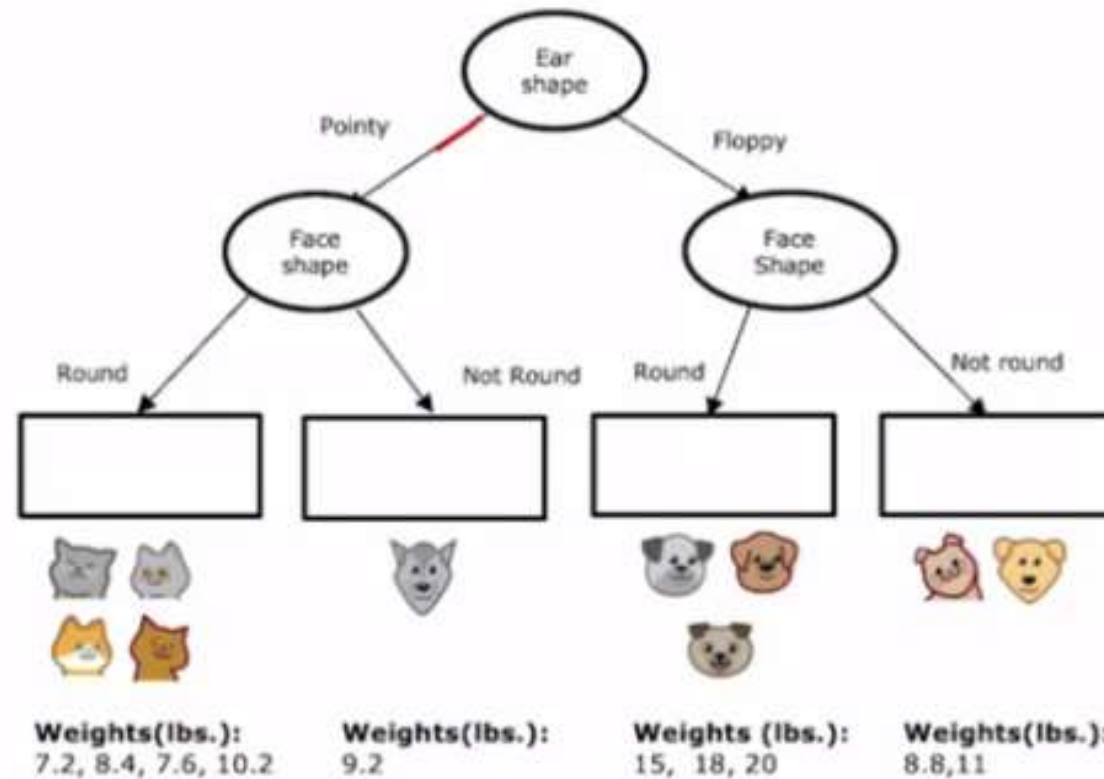 Ear
shape
Pointy
Floppy
Face
shape
Face
Shape
Round
Not Round
Round
Not round
Weights(lbs.):
7.2, 8.4, 7.6, 10.2
Weights(lbs.):
9.2
Weights (lbs.):
15, 18, 20
Weights(lbs.):
8.8,11